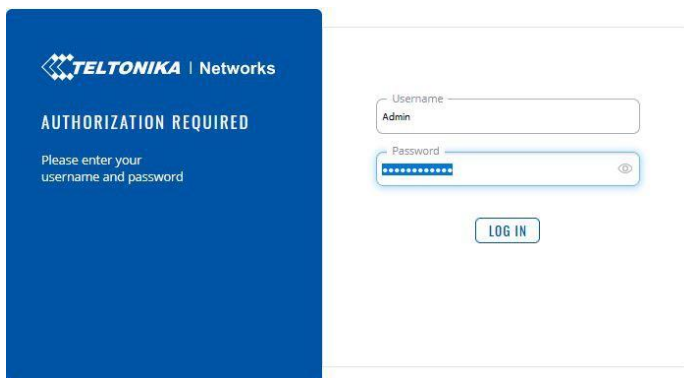 TELTONIKA | Networks
AUTHORIZATION REQUIRED
Please enter your
username and password
Username
Admin
Password
••••••••••••
LOG IN